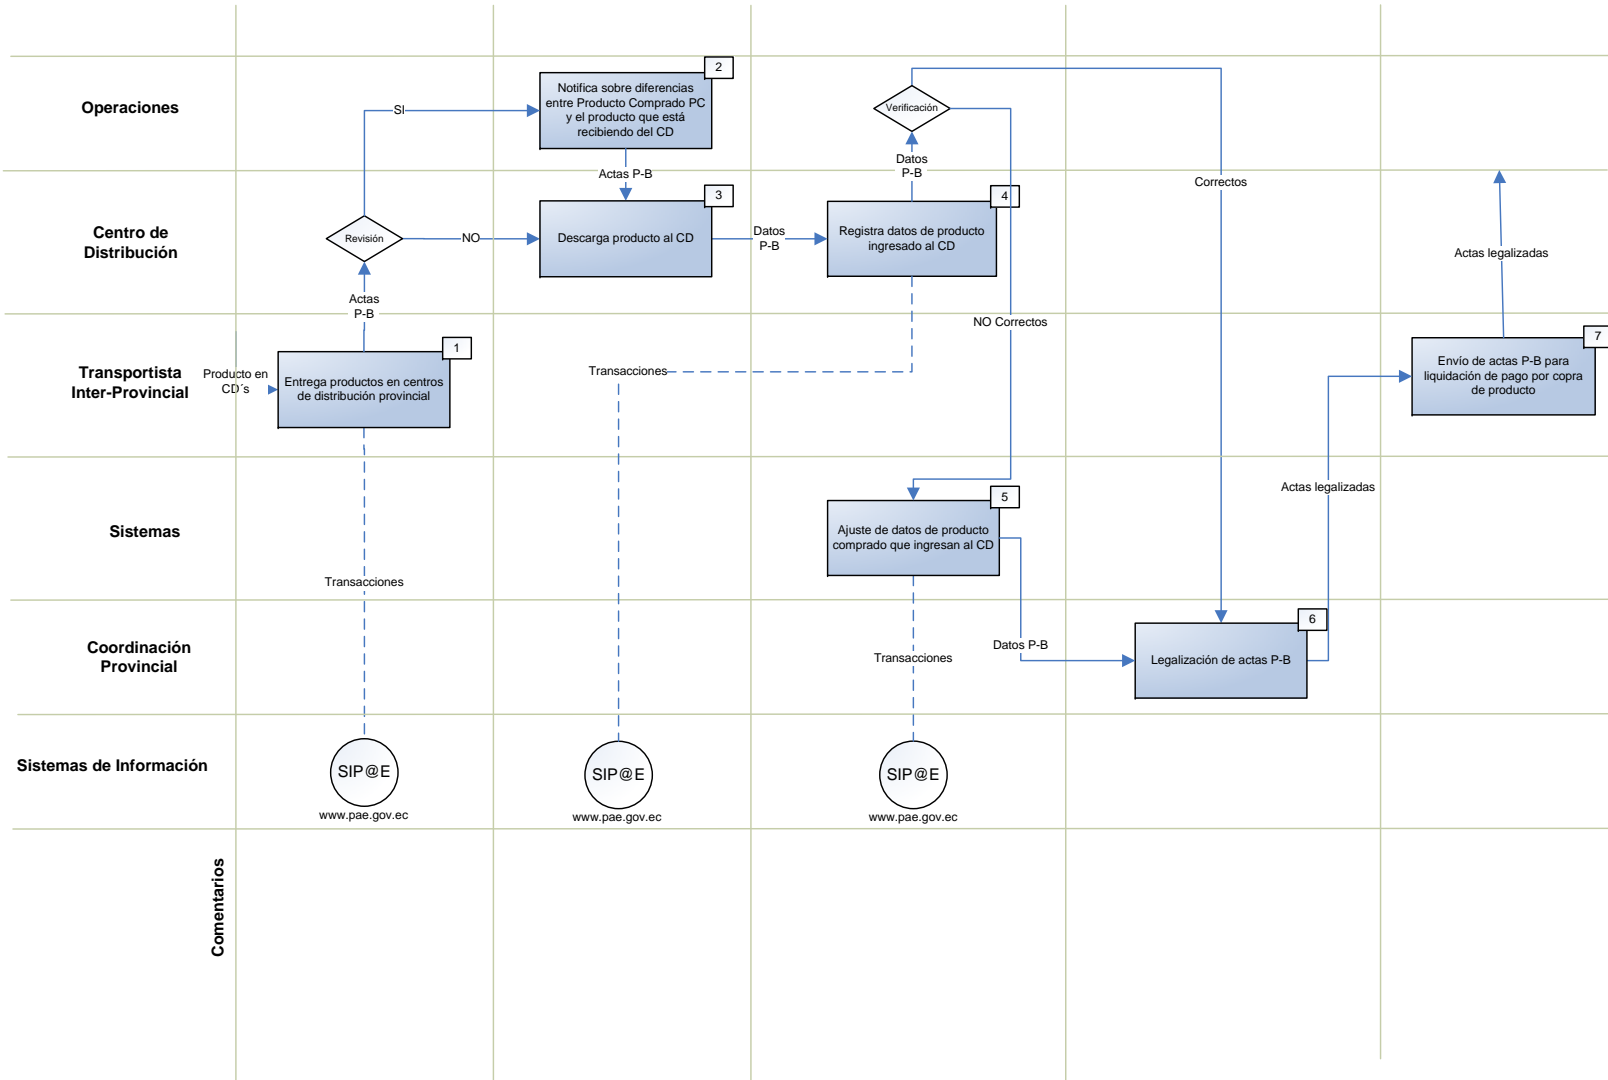 Operaciones
2
Notifica sobre diferencias
entre Producto Comprado PC
y el producto que está
recibiendo del CD
SI
Verificación
Actas P-B
Datos
P-B
Correctos
Centro de
Distribución
Revisión
NO
3
Descarga producto al CD
Datos
P-B
4
Registra datos de producto
ingresado al CD
Actas legalizadas
Actas
P-B
NO Correctos
Transportista
Inter-Provincial
Producto en
CD´s
1
Entrega productos en centros
de distribución provincial
Transacciones
7
Envío de actas P-B para
liquidación de pago por copra
de producto
Sistemas
5
Ajuste de datos de producto
comprado que ingresan al CD
Actas legalizadas
Transacciones
Coordinación
Provincial
Transacciones
Datos P-B
6
Legalización de actas P-B
Sistemas de Información
SIP@E
www.pae.gov.ec
SIP@E
www.pae.gov.ec
SIP@E
www.pae.gov.ec
Comentarios